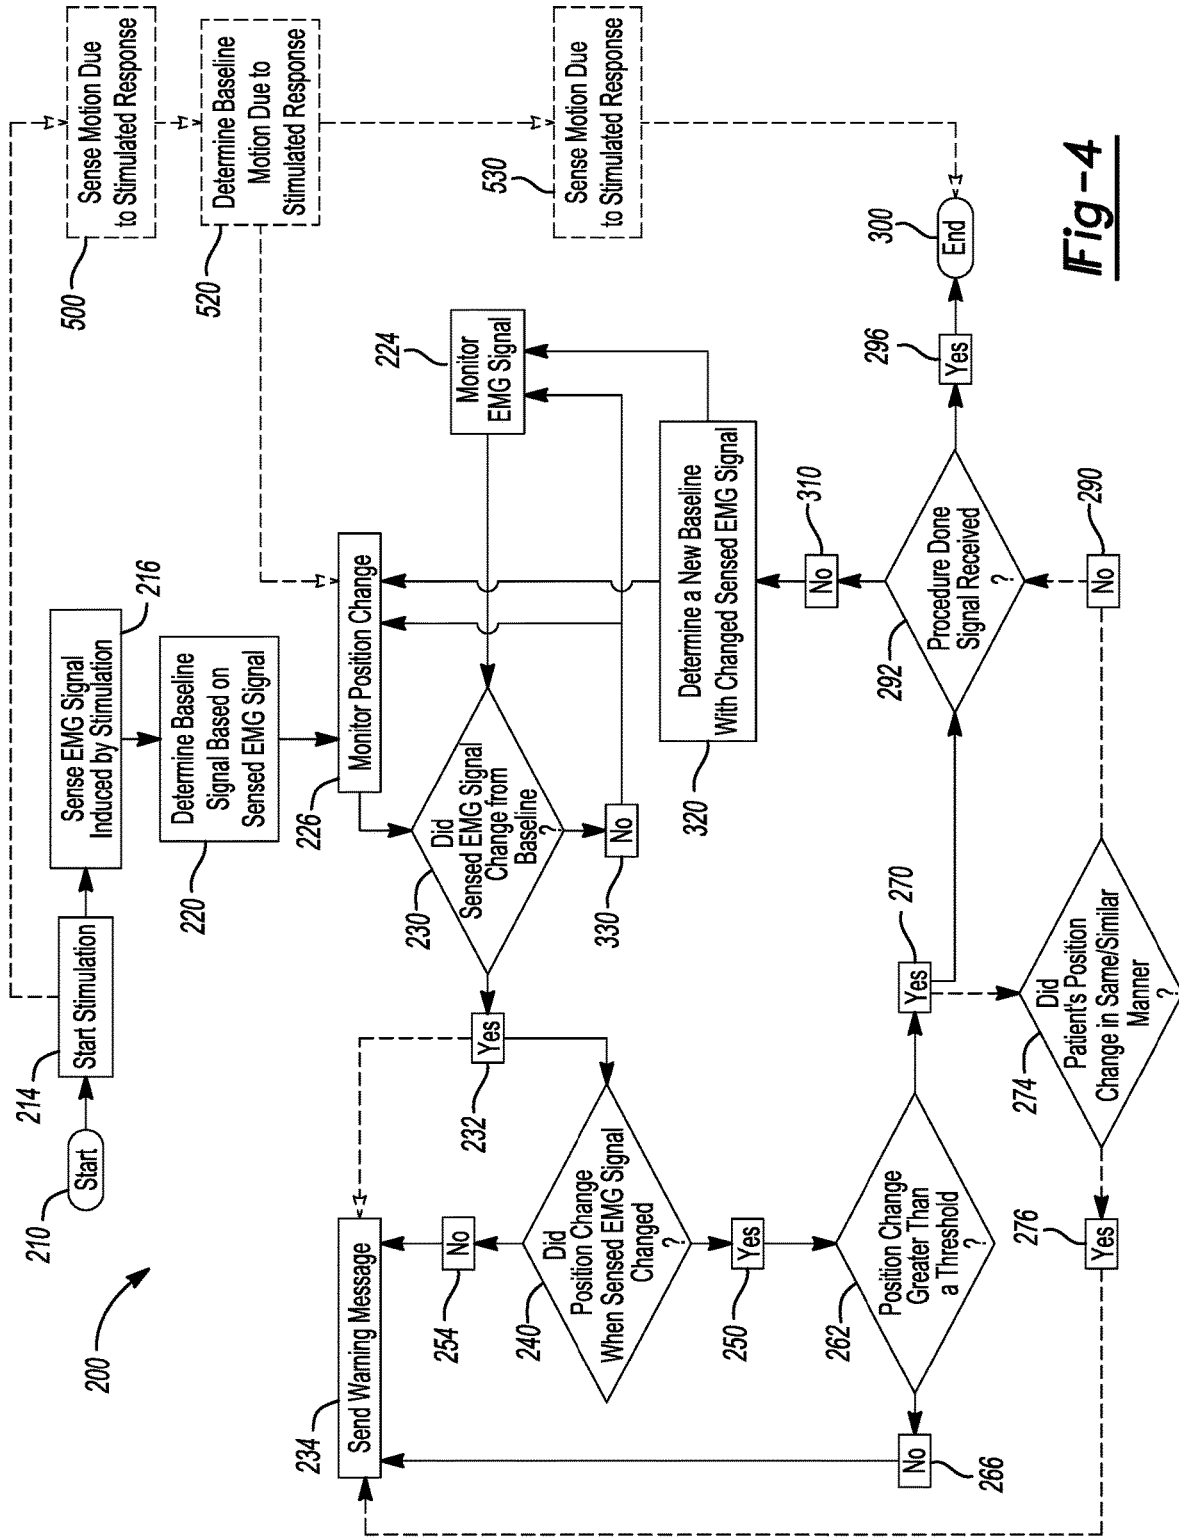 200
210
Start
214
Start Stimulation
Sense EMG Signal
Induced by Stimulation
216
500
Sense Motion Due
to Stimulated Response
Determine Baseline
Signal Based on
Sensed EMG Signal
220
520
Determine Baseline
Motion Due to
Stimulated Response
234
Send Warning Message
226
Monitor Position Change
224
Monitor
EMG Signal
232
Yes
230
Did
Sensed EMG Signal
Change from
Baseline
?
530
Sense Motion Due
to Stimulated Response
254
No
240
Did
Position Change
When Sensed EMG Signal
Changed
?
330
No
250
Yes
320
Determine a New Baseline
With Changed Sensed EMG Signal
262
Position Change
Greater Than
a Threshold
?
310
No
266
No
270
Yes
292
Procedure Done
Signal Received
?
296
Yes
300
End
274
Did
Patient's Position
Change in Same/Similar
Manner
?
276
Yes
290
No
Fig-4